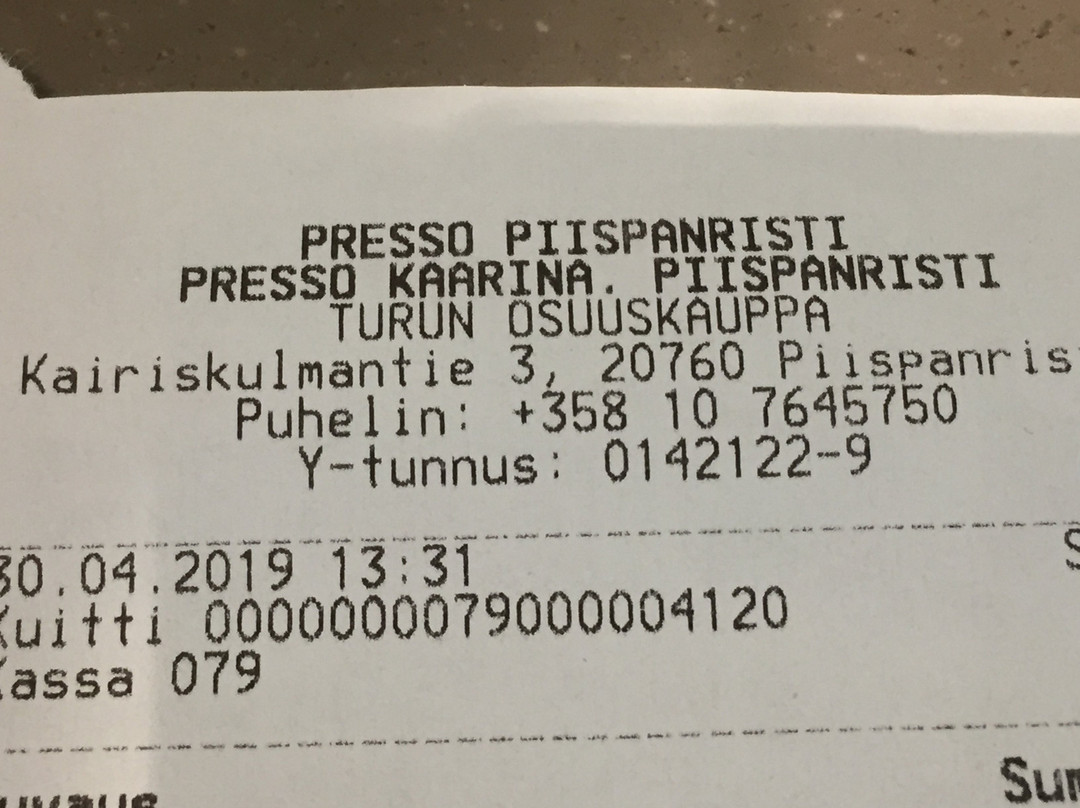 PRESSO PIISPANRISTI
PRESSO KAARINA. PIISPANRISTI
TURUN OSUUSKAUPPA
Kairiskulmantie 3, 20760 Piispanris
Puhelin: +358 10 7645750
Y-tunnus: 0142122-9
30.04.2019 13:31
Kuitti 000000079000004120
Kassa 079